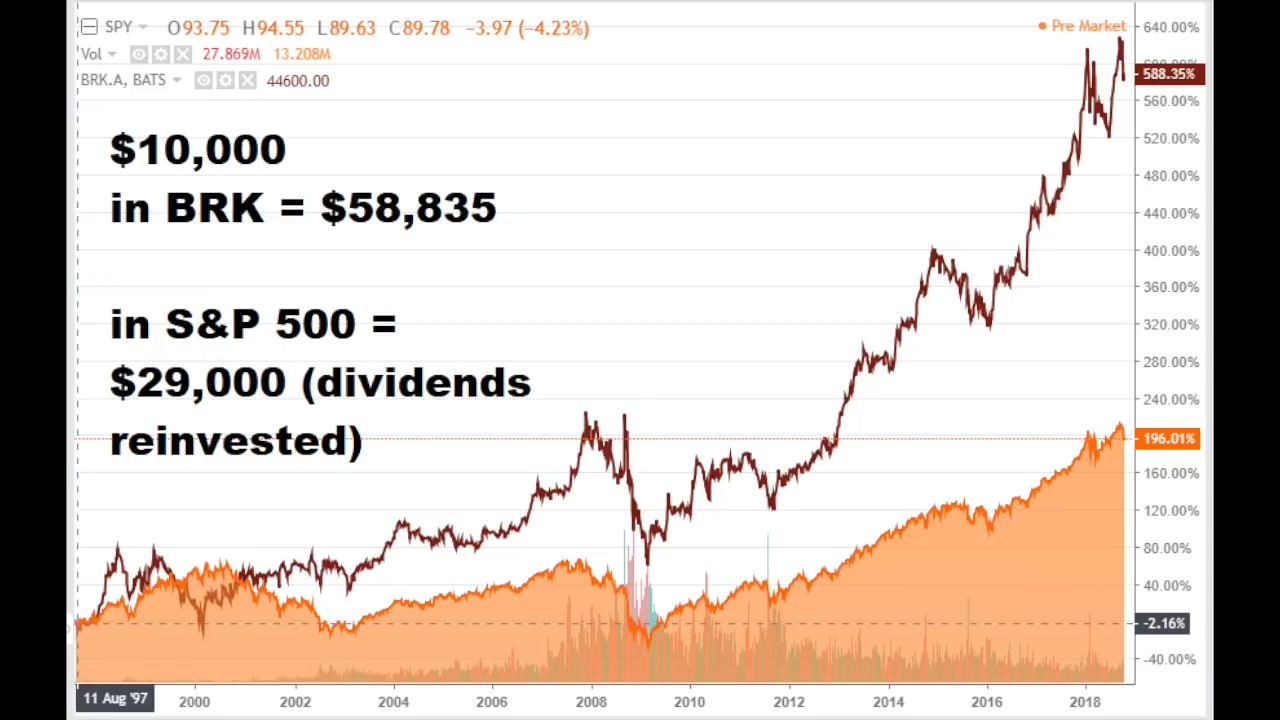 SPY O93.75 H94.55 L89.63 C89.78 −3.97 (−4.23%)
Pre Market
Vol 27.869M 13.208M
BRK.A, BATS 44600.00
$10,000
in BRK = $58,835
in S&P 500 =
$29,000 (dividends
reinvested)
640.00%
588.35%
560.00%
520.00%
480.00%
440.00%
400.00%
360.00%
320.00%
280.00%
240.00%
196.01%
160.00%
120.00%
80.00%
40.00%
-2.16%
-40.00%
11 Aug '97 2000 2002 2004 2006 2008 2010 2012 2014 2016 2018